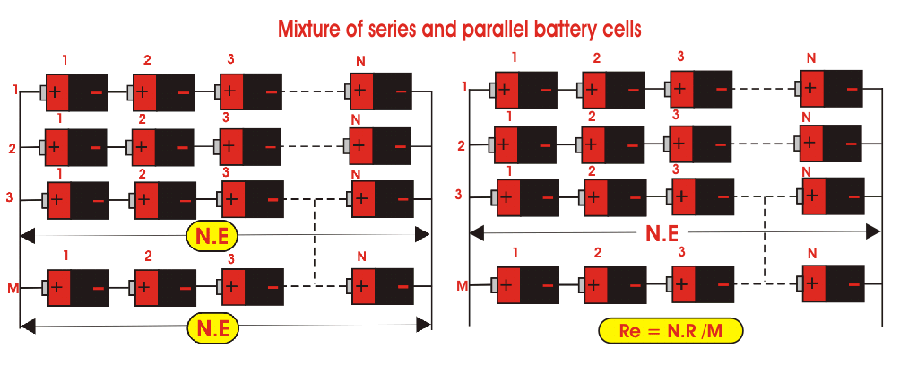 Mixture of series and parallel battery cells
1 2 3 N
1 + - + - + - + -
1 2 3 N
2 + - + - + - + -
1 2 3 N
3 + - + - + - + -
N.E
1 2 3 N
M + - + - + - + -
N.E
1 2 3 N
1 + - + - + - + -
1 2 3 N
2 + - + - + - + -
1 2 3 N
3 + - + - + - + -
N.E
1 2 3 N
M + - + - + - + -
Re = N.R /M